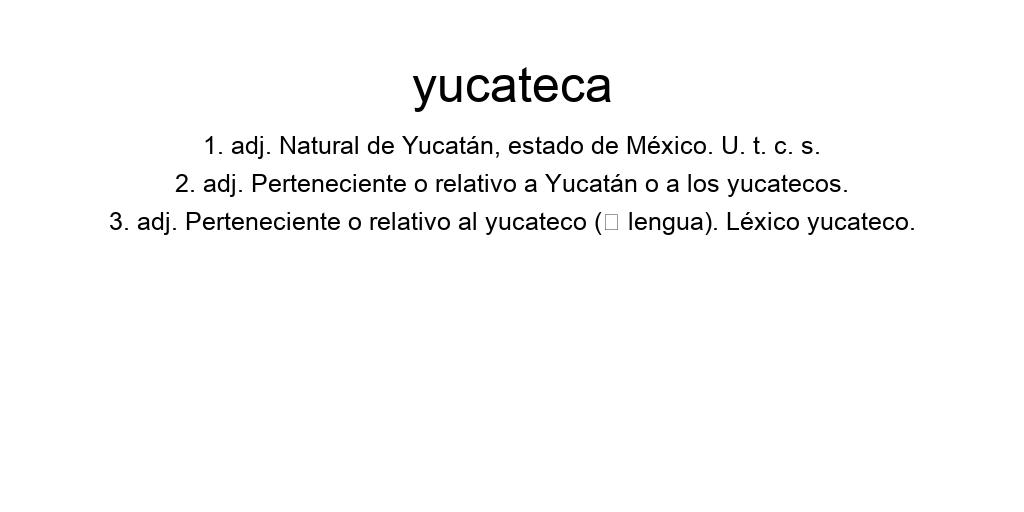 yucateca
1. adj. Natural de Yucatán, estado de México. U. t. c. s.
2. adj. Perteneciente o relativo a Yucatán o a los yucatecos.
3. adj. Perteneciente o relativo al yucateco (□ lengua). Léxico yucateco.